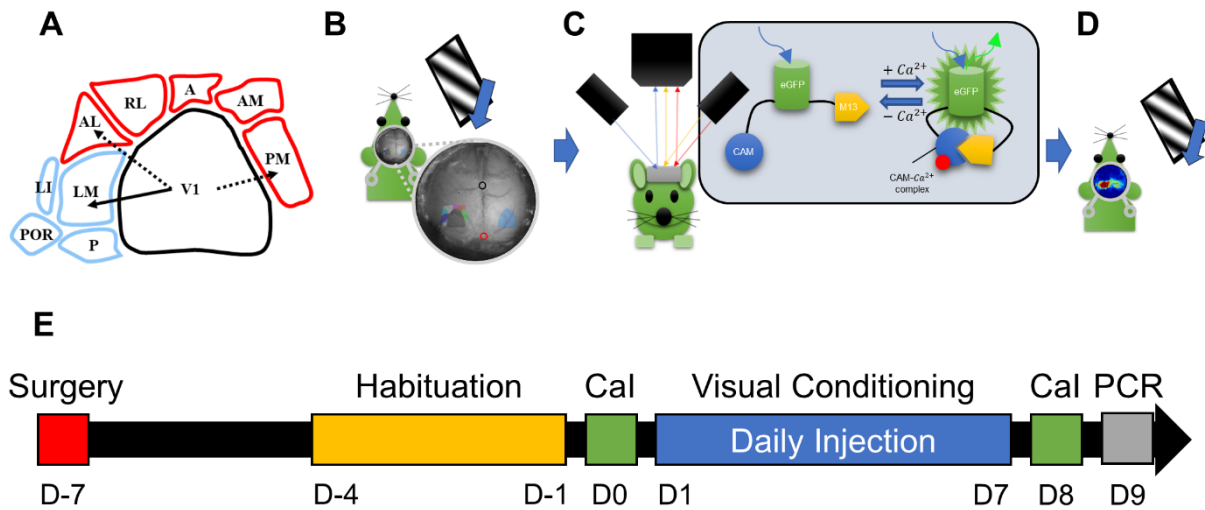 A
RL
A
AM
AL
PM
LI
LM
V1
POR
P
B
C
eGFP
M13
CAM
+ Ca²⁺
− Ca²⁺
eGFP
CAM-Ca²⁺
complex
D
E
Surgery
Habituation
CaI
Visual Conditioning
CaI
PCR
Daily Injection
D-7
D-4
D-1
D0
D1
D7
D8
D9